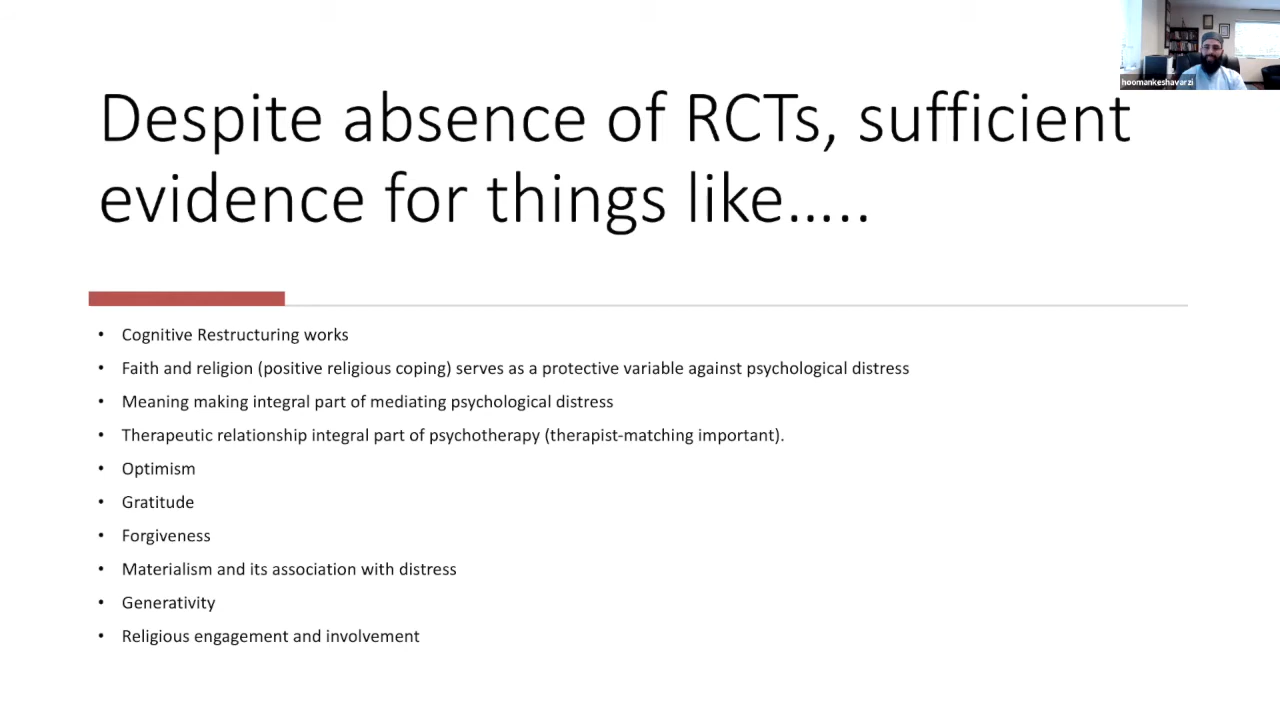 hoomankeshavarzi
Despite absence of RCTs, sufficient
evidence for things like…..
• Cognitive Restructuring works
• Faith and religion (positive religious coping) serves as a protective variable against psychological distress
• Meaning making integral part of mediating psychological distress
• Therapeutic relationship integral part of psychotherapy (therapist-matching important).
• Optimism
• Gratitude
• Forgiveness
• Materialism and its association with distress
• Generativity
• Religious engagement and involvement